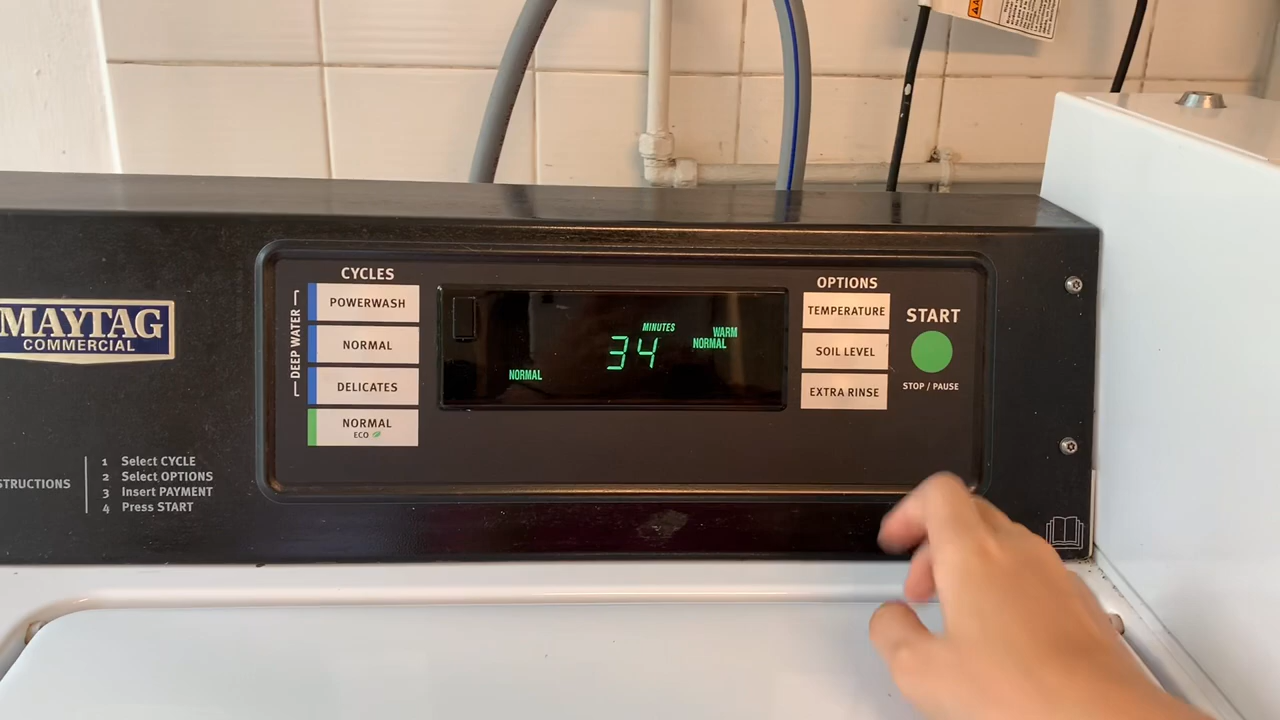 MAYTAG
COMMERCIAL
STRUCTIONS
1 Select CYCLE
2 Select OPTIONS
3 Insert PAYMENT
4 Press START
CYCLES
DEEP WATER
POWERWASH
NORMAL
DELICATES
NORMAL
ECO
MINUTES
34
WARM
NORMAL
NORMAL
OPTIONS
TEMPERATURE
SOIL LEVEL
EXTRA RINSE
START
STOP / PAUSE